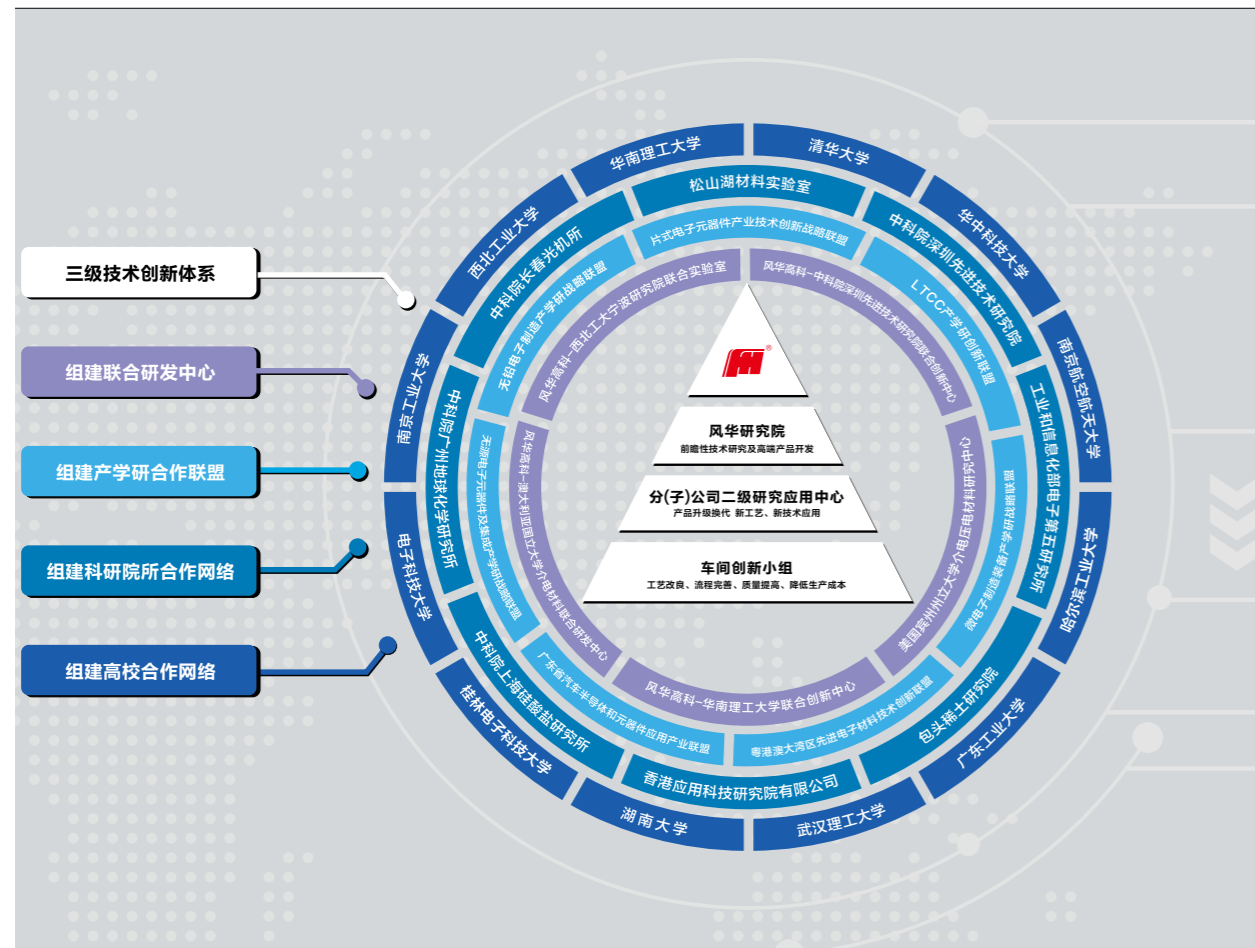 三级技术创新体系
组建联合研发中心
组建产学研合作联盟
组建科研院所合作网络
组建高校合作网络
清华大学
华中科技大学
南京航空航天大学
哈尔滨工业大学
广东工业大学
武汉理工大学
湖南大学
桂林电子科技大学
电子科技大学
南京工业大学
西北工业大学
华南理工大学
松山湖材料实验室
中科院深圳先进技术研究院
工业和信息化部电子第五研究所
包头稀土研究院
香港应用科技研究院有限公司
中科院上海硅酸盐研究所
中科院广州地球化学研究所
中科院长春光机所
片式电子元器件产业技术创新战略联盟
LTCC产学研创新联盟
微电子制造装备产学研战略联盟
粤港澳大湾区先进电子材料技术创新联盟
广东省汽车半导体和元器件应用产业联盟
无源电子元器件及集成产学研战略联盟
无铅电子制造产学研战略联盟
风华高科-中科院深圳先进技术研究院联合创新中心
美国宾州州立大学介电压电材料研究中心
风华高科-华南理工大学联合创新中心
风华高科-澳大利亚国立大学介电材料联合研发中心
风华高科-西北工大宁波研究院联合实验室
®
风华研究院
前瞻性技术研究及高端产品开发
分(子)公司二级研究应用中心
产品升级换代 新工艺、新技术应用
车间创新小组
工艺改良、流程完善、质量提高、降低生产成本